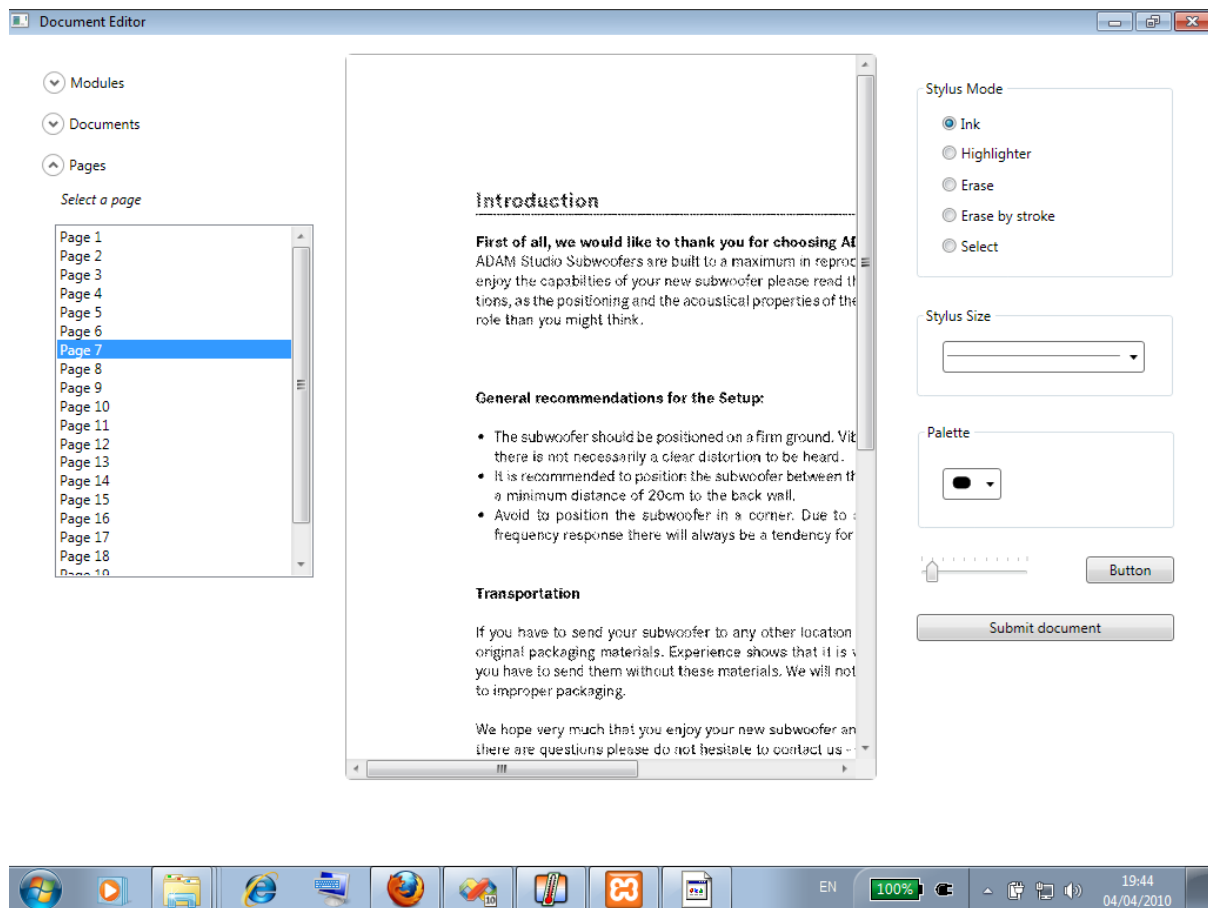 Document Editor
Modules
Documents
Pages
Select a page
Page 1
Page 2
Page 3
Page 4
Page 5
Page 6
Page 7
Page 8
Page 9
Page 10
Page 11
Page 12
Page 13
Page 14
Page 15
Page 16
Page 17
Page 18
Page 19
Introduction
First of all, we would like to thank you for choosing
ADAM Studio Subwoofers are built to a maximum in
enjoy the capabilties of your new subwoofer please read
tions, as the positioning and the acoustical properties of the
role than you might think.
General recommendations for the Setup:
• The subwoofer should be positioned on a firm ground.
there is not necessarily a clear distortion to be heard.
• It is recommended to position the subwoofer between
a minimum distance of 20cm to the back wall.
• Avoid to position the subwoofer in a corner. Due to
frequency response there will always be a tendency for
Transportation
If you have to send your subwoofer to any other location
original packaging materials. Experience shows that it is
you have to send them without these materials. We will not
to improper packaging.
We hope very much that you enjoy your new subwoofer
there are questions please do not hesitate to contact us -
Stylus Mode
Ink
Highlighter
Erase
Erase by stroke
Select
Stylus Size
Palette
Button
Submit document
10
EN
100%
19:44
04/04/2010